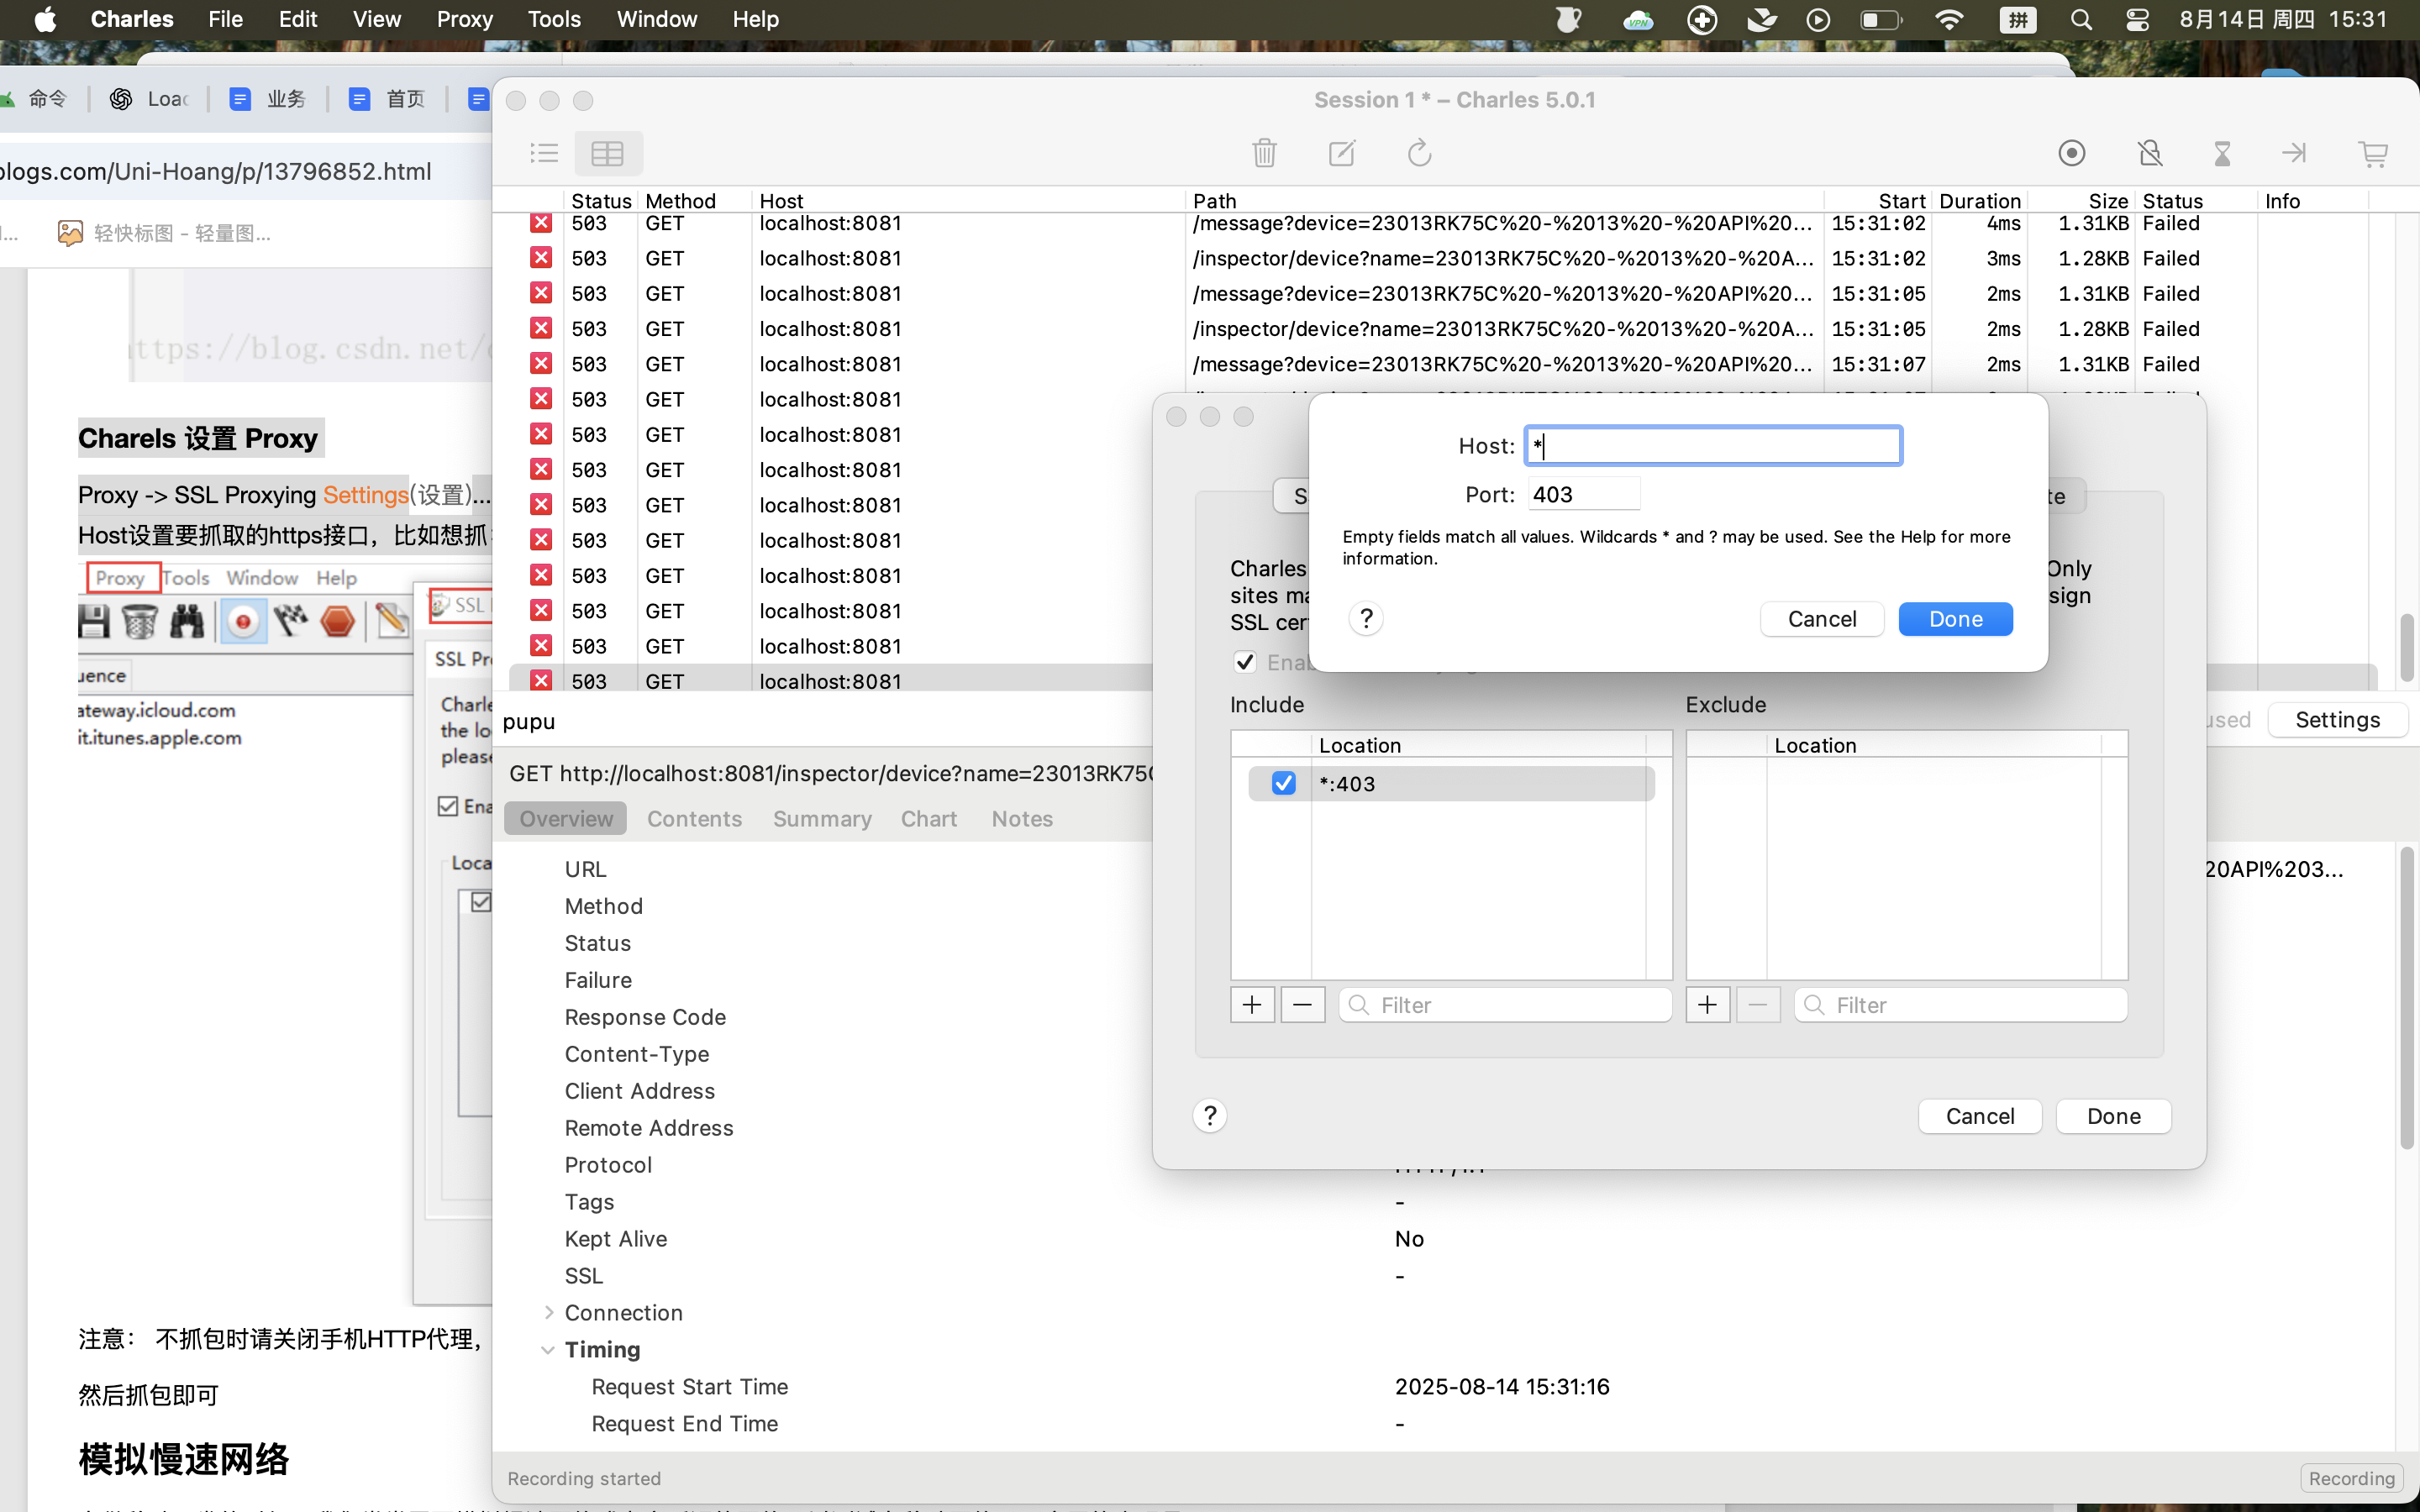 Charles File Edit View Proxy Tools Window Help
VPN
拼
8月14日 周四 15:31
命令
业务
首页
Session 1 * – Charles 5.0.1
logs.com/Uni-Hoang/p/13796852.html
轻快标图 - 轻量图...
Status Method Host Path Start Duration Size Status Info
503 GET localhost:8081 /message?device=23013RK75C%20-%2013%20-%20API%20... 15:31:02 4ms 1.31KB Failed
503 GET localhost:8081 /inspector/device?name=23013RK75C%20-%2013%20-%20A... 15:31:02 3ms 1.28KB Failed
503 GET localhost:8081 /message?device=23013RK75C%20-%2013%20-%20API%20... 15:31:05 2ms 1.31KB Failed
503 GET localhost:8081 /inspector/device?name=23013RK75C%20-%2013%20-%20A... 15:31:05 2ms 1.28KB Failed
503 GET localhost:8081 /message?device=23013RK75C%20-%2013%20-%20API%20... 15:31:07 2ms 1.31KB Failed
503 GET localhost:8081
503 GET localhost:8081
503 GET localhost:8081
503 GET localhost:8081
503 GET localhost:8081
503 GET localhost:8081
503 GET localhost:8081
503 GET localhost:8081
503 GET localhost:8081
ttps://blog.csdn.net/
Charels 设置 Proxy
Proxy -> SSL Proxying Settings(设置)...
Host设置要抓取的https接口，比如想抓
Proxy Tools Window Help
SSL
uence
SSL Pr
ateway.icloud.com
it.itunes.apple.com
Charle
the lo
please
Ena
Loca
注意： 不抓包时请关闭手机HTTP代理，
然后抓包即可
模拟慢速网络
Host: *
Port: 403
Empty fields match all values. Wildcards * and ? may be used. See the Help for more
information.
? Cancel Done
Charles
Only
sites
sign
SSL
Include
Exclude
Location
Location
*:403
+ − Filter
+ − Filter
? Cancel Done
pupu
Settings
GET http://localhost:8081/inspector/device?name=23013RK75
Overview Contents Summary Chart Notes
URL
20API%203...
Method
Status
Failure
Response Code
Content-Type
Client Address
Remote Address
Protocol
Tags -
Kept Alive No
SSL -
Connection
Timing
Request Start Time 2025-08-14 15:31:16
Request End Time -
Recording started
Recording